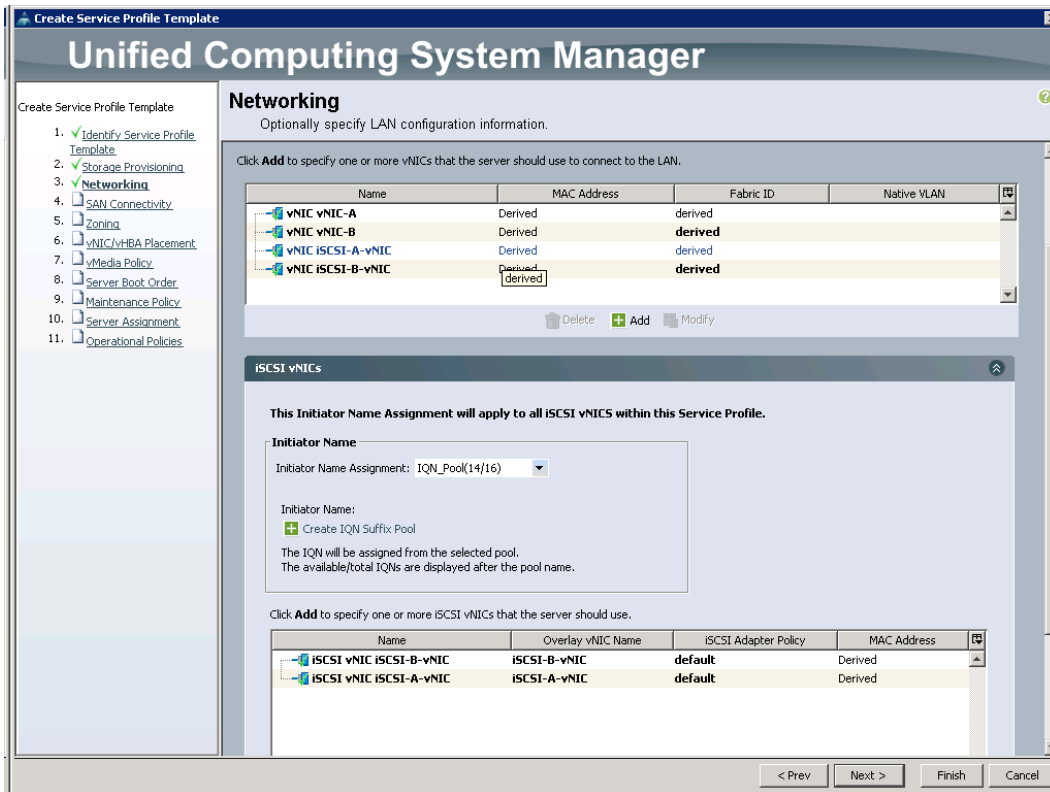 Create Service Profile Template
Unified Computing System Manager
Create Service Profile Template
1. Identify Service Profile
Template
2. Storage Provisioning
3. Networking
4. SAN Connectivity
5. Zoning
6. vNIC/vHBA Placement
7. vMedia Policy
8. Server Boot Order
9. Maintenance Policy
10. Server Assignment
11. Operational Policies
Networking
Optionally specify LAN configuration information.
Click Add to specify one or more vNICs that the server should use to connect to the LAN.
Name MAC Address Fabric ID Native VLAN
vNIC vNIC-A Derived derived
vNIC vNIC-B Derived derived
vNIC iSCSI-A-vNIC Derived derived
vNIC iSCSI-B-vNIC Derived derived
derived
Delete Add Modify
iSCSI vNICs
This Initiator Name Assignment will apply to all iSCSI vNICS within this Service Profile.
Initiator Name
Initiator Name Assignment: IQN_Pool(14/16)
Initiator Name:
Create IQN Suffix Pool
The IQN will be assigned from the selected pool.
The available/total IQNs are displayed after the pool name.
Click Add to specify one or more iSCSI vNICs that the server should use.
Name Overlay vNIC Name iSCSI Adapter Policy MAC Address
iSCSI vNIC iSCSI-B-vNIC iSCSI-B-vNIC default Derived
iSCSI vNIC iSCSI-A-vNIC iSCSI-A-vNIC default Derived
< Prev Next > Finish Cancel